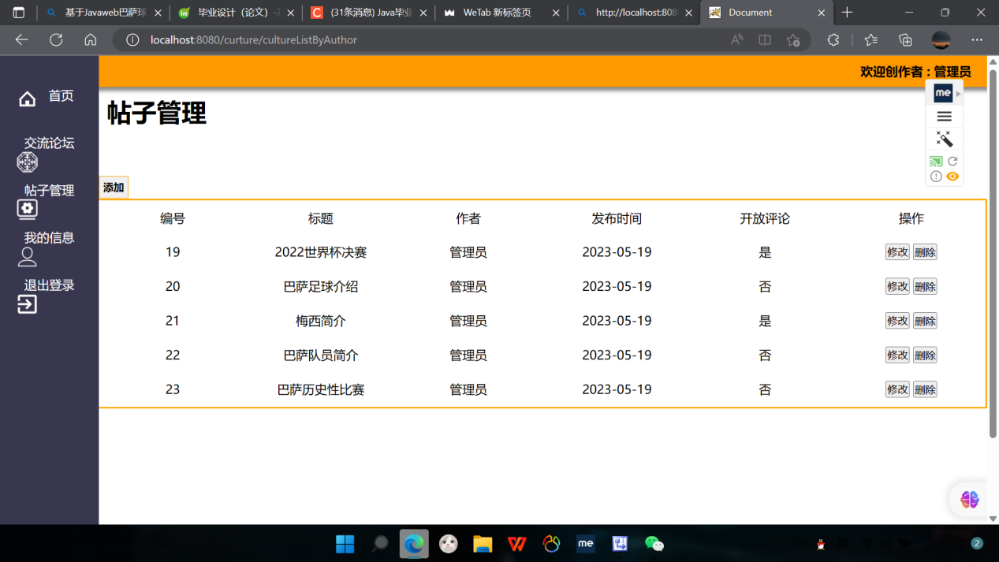 基于Javaweb巴萨球
毕业设计（论文）-
(31条消息) Java毕业
WeTab 新标签页
http://localhost:808
Document
localhost:8080/curture/cultureListByAuthor
欢迎创作者 : 管理员
首页
交流论坛
帖子管理
我的信息
退出登录
帖子管理
添加
编号 标题 作者 发布时间 开放评论 操作
19 2022世界杯决赛 管理员 2023-05-19 是 修改 删除
20 巴萨足球介绍 管理员 2023-05-19 否 修改 删除
21 梅西简介 管理员 2023-05-19 是 修改 删除
22 巴萨队员简介 管理员 2023-05-19 否 修改 删除
23 巴萨历史性比赛 管理员 2023-05-19 否 修改 删除
me
me
2